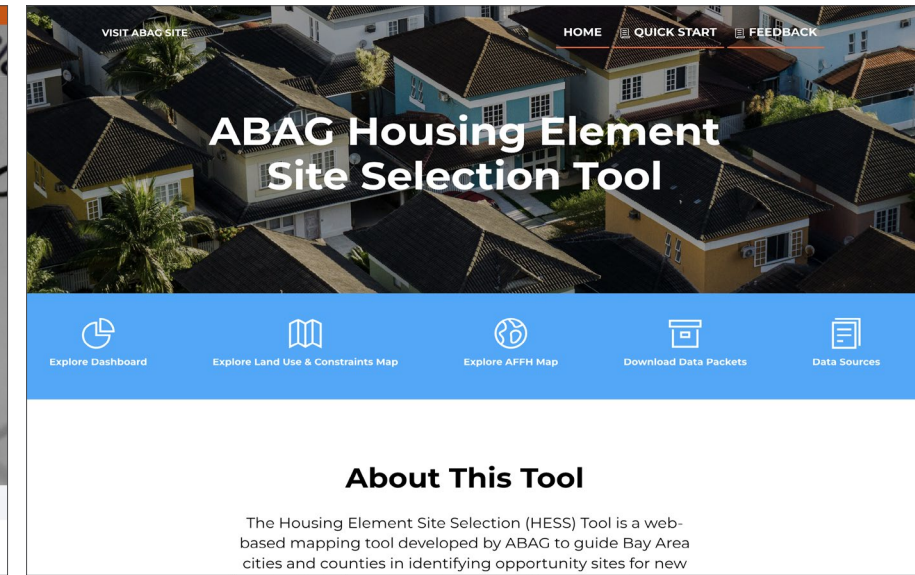 VISIT ABAG SITE
HOME QUICK START FEEDBACK
ABAG Housing Element
Site Selection Tool
Explore Dashboard
Explore Land Use & Constraints Map
Explore AFFH Map
Download Data Packets
Data Sources
About This Tool
The Housing Element Site Selection (HESS) Tool is a web-
based mapping tool developed by ABAG to guide Bay Area
cities and counties in identifying opportunity sites for new